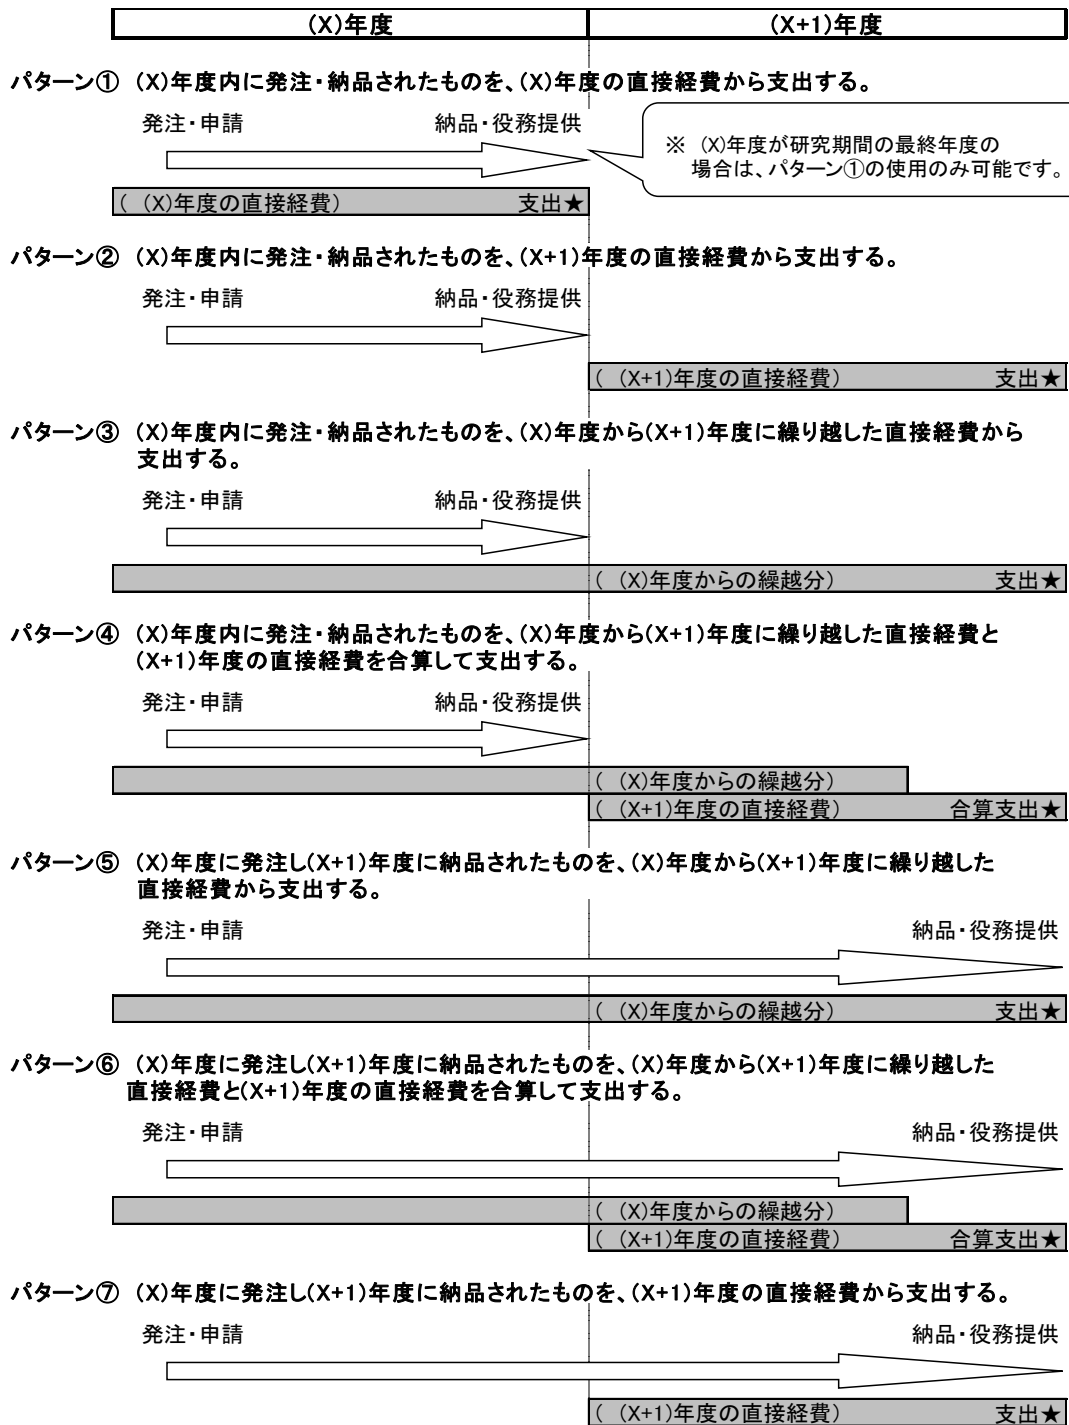 (X)年度 (X+1)年度
パターン① (X)年度内に発注・納品されたものを、(X)年度の直接経費から支出する。
発注・申請 納品・役務提供
※ (X)年度が研究期間の最終年度の
場合は、パターン①の使用のみ可能です。
( (X)年度の直接経費) 支出★
パターン② (X)年度内に発注・納品されたものを、(X+1)年度の直接経費から支出する。
発注・申請 納品・役務提供
( (X+1)年度の直接経費) 支出★
パターン③ (X)年度内に発注・納品されたものを、(X)年度から(X+1)年度に繰り越した直接経費から
支出する。
発注・申請 納品・役務提供
( (X)年度からの繰越分) 支出★
パターン④ (X)年度内に発注・納品されたものを、(X)年度から(X+1)年度に繰り越した直接経費と
(X+1)年度の直接経費を合算して支出する。
発注・申請 納品・役務提供
( (X)年度からの繰越分)
( (X+1)年度の直接経費) 合算支出★
パターン⑤ (X)年度に発注し(X+1)年度に納品されたものを、(X)年度から(X+1)年度に繰り越した
直接経費から支出する。
発注・申請 納品・役務提供
( (X)年度からの繰越分) 支出★
パターン⑥ (X)年度に発注し(X+1)年度に納品されたものを、(X)年度から(X+1)年度に繰り越した
直接経費と(X+1)年度の直接経費を合算して支出する。
発注・申請 納品・役務提供
( (X)年度からの繰越分)
( (X+1)年度の直接経費) 合算支出★
パターン⑦ (X)年度に発注し(X+1)年度に納品されたものを、(X+1)年度の直接経費から支出する。
発注・申請 納品・役務提供
( (X+1)年度の直接経費) 支出★